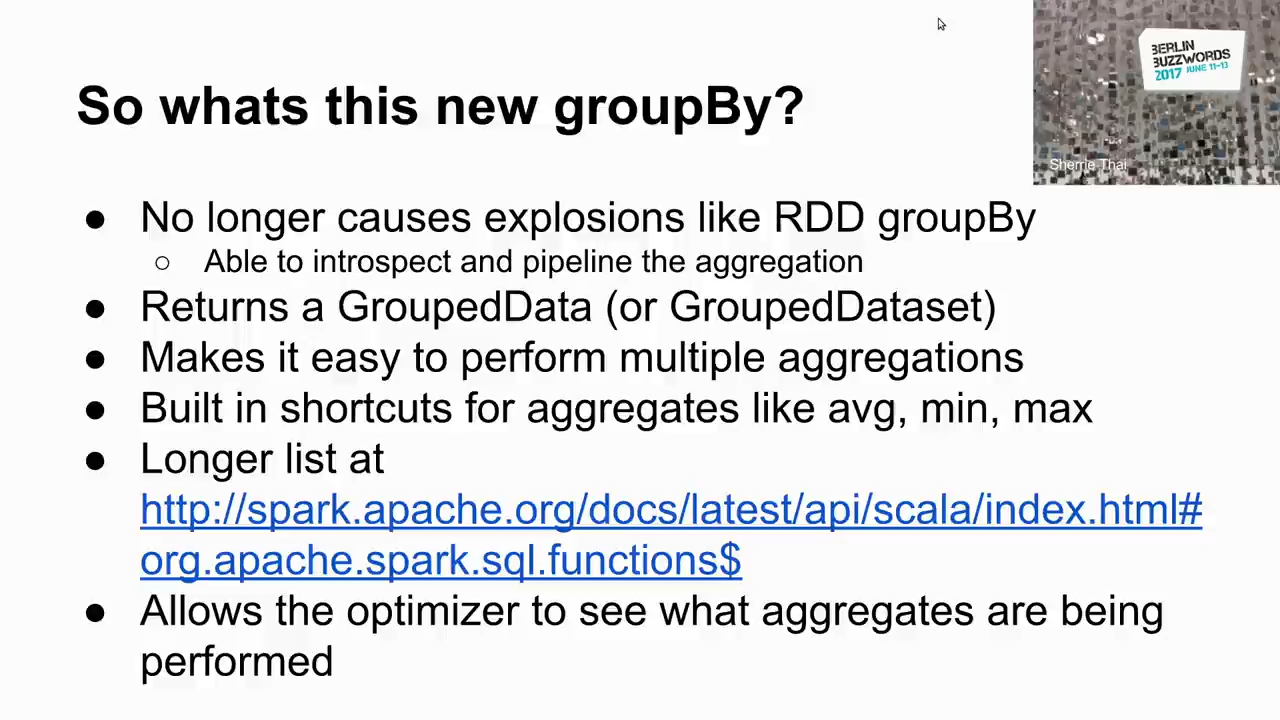 So whats this new groupBy?
BERLIN
BUZZWORDS
2017 JUNE 11-13
Sherrie Thai
● No longer causes explosions like RDD groupBy
○ Able to introspect and pipeline the aggregation
● Returns a GroupedData (or GroupedDataset)
● Makes it easy to perform multiple aggregations
● Built in shortcuts for aggregates like avg, min, max
● Longer list at
http://spark.apache.org/docs/latest/api/scala/index.html#
org.apache.spark.sql.functions$
● Allows the optimizer to see what aggregates are being
performed